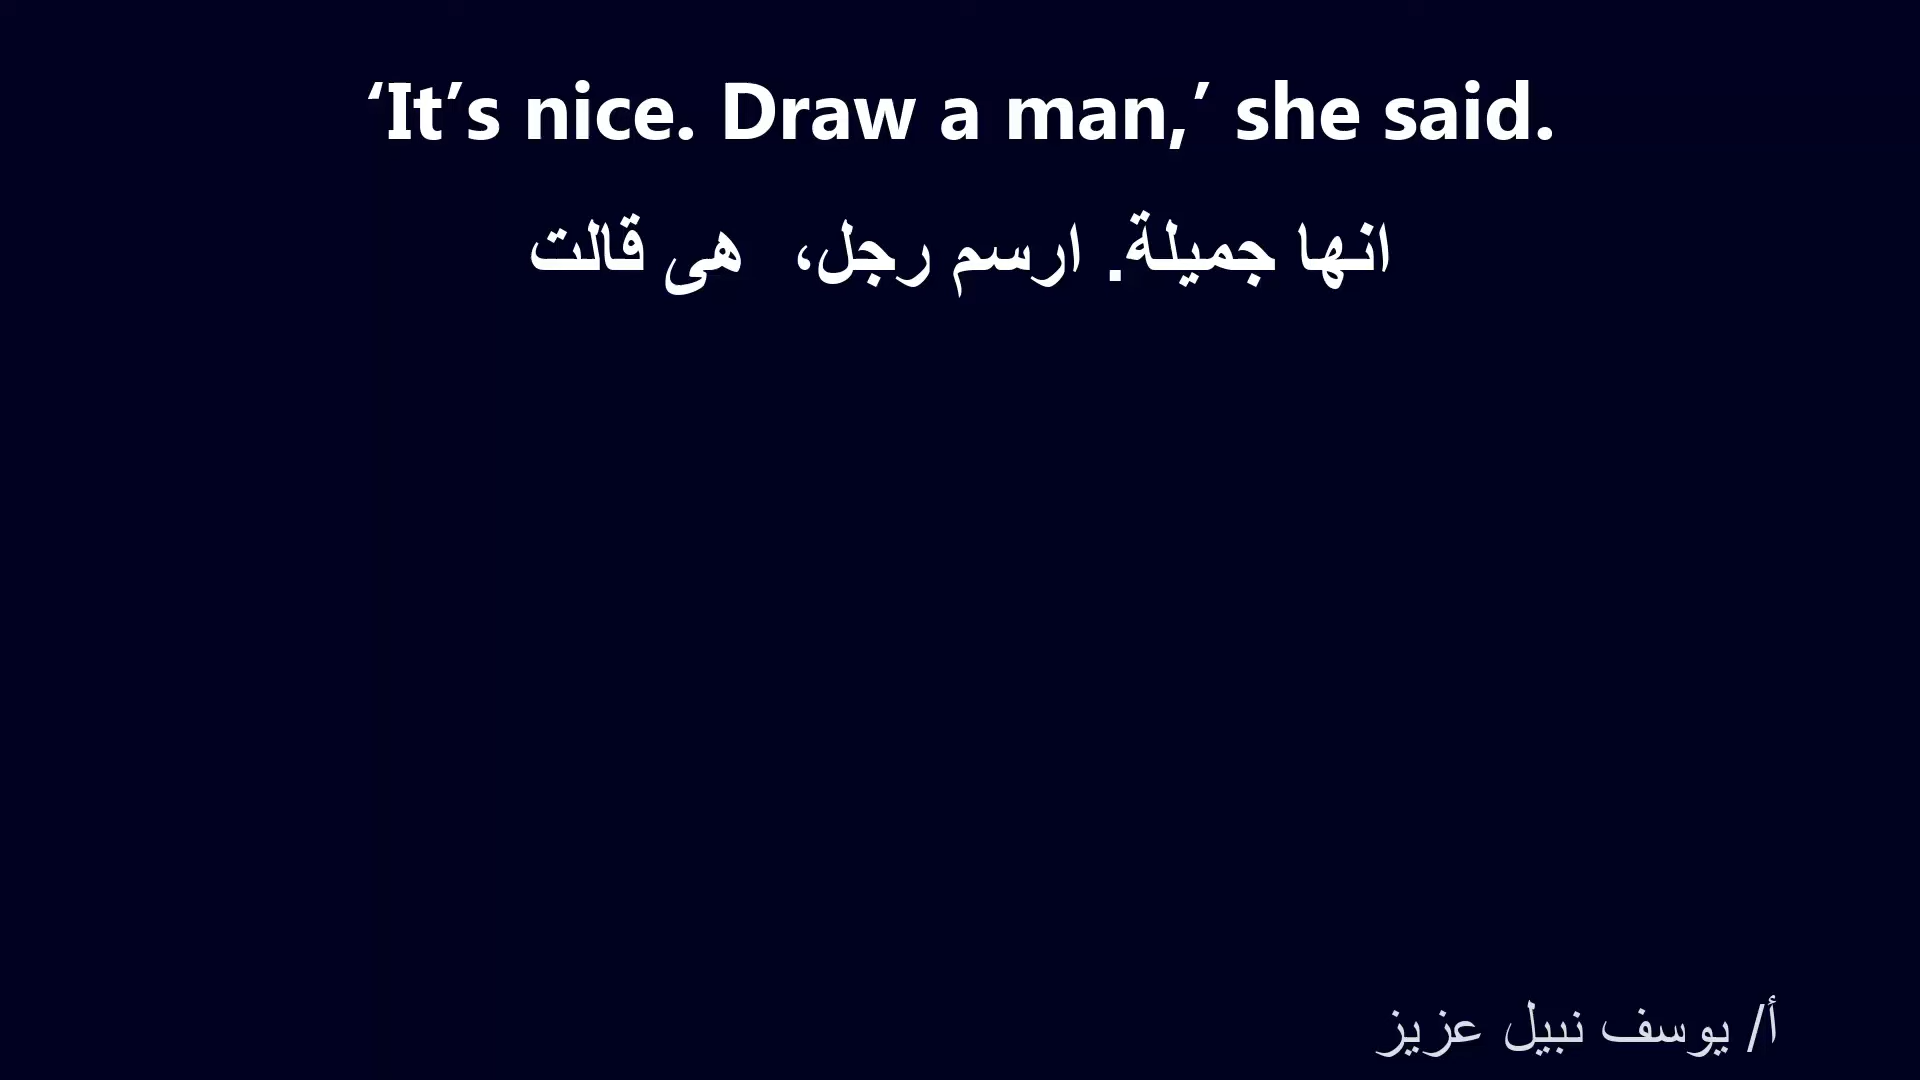 ‘It’s nice. Draw a man,’ she said.
انها جميلة. ارسم رجل، هى قالت
أ/ يوسف نبيل عزيز